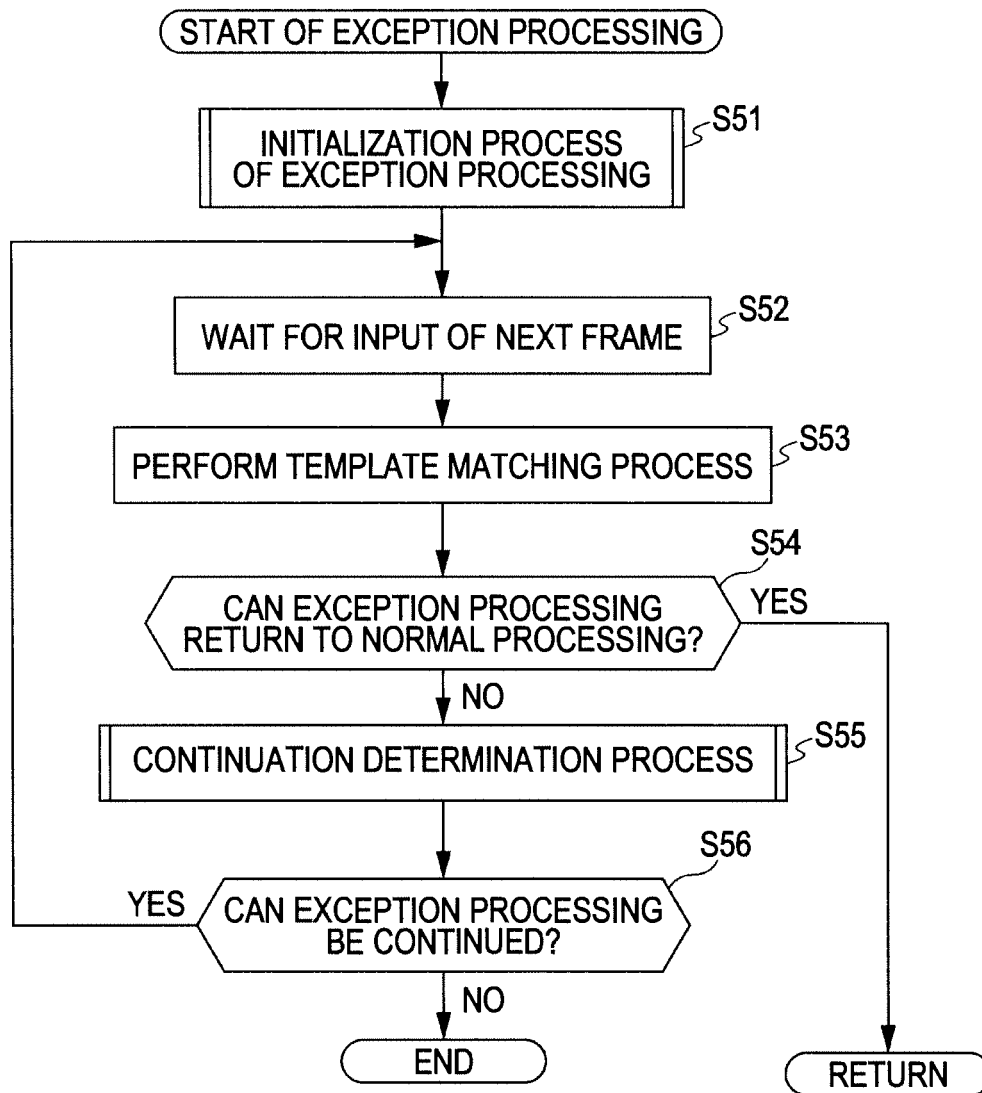 START OF EXCEPTION PROCESSING
S51
INITIALIZATION PROCESS
OF EXCEPTION PROCESSING
S52
WAIT FOR INPUT OF NEXT FRAME
S53
PERFORM TEMPLATE MATCHING PROCESS
S54
CAN EXCEPTION PROCESSING
RETURN TO NORMAL PROCESSING?
YES
NO
S55
CONTINUATION DETERMINATION PROCESS
S56
YES
CAN EXCEPTION PROCESSING
BE CONTINUED?
NO
END
RETURN